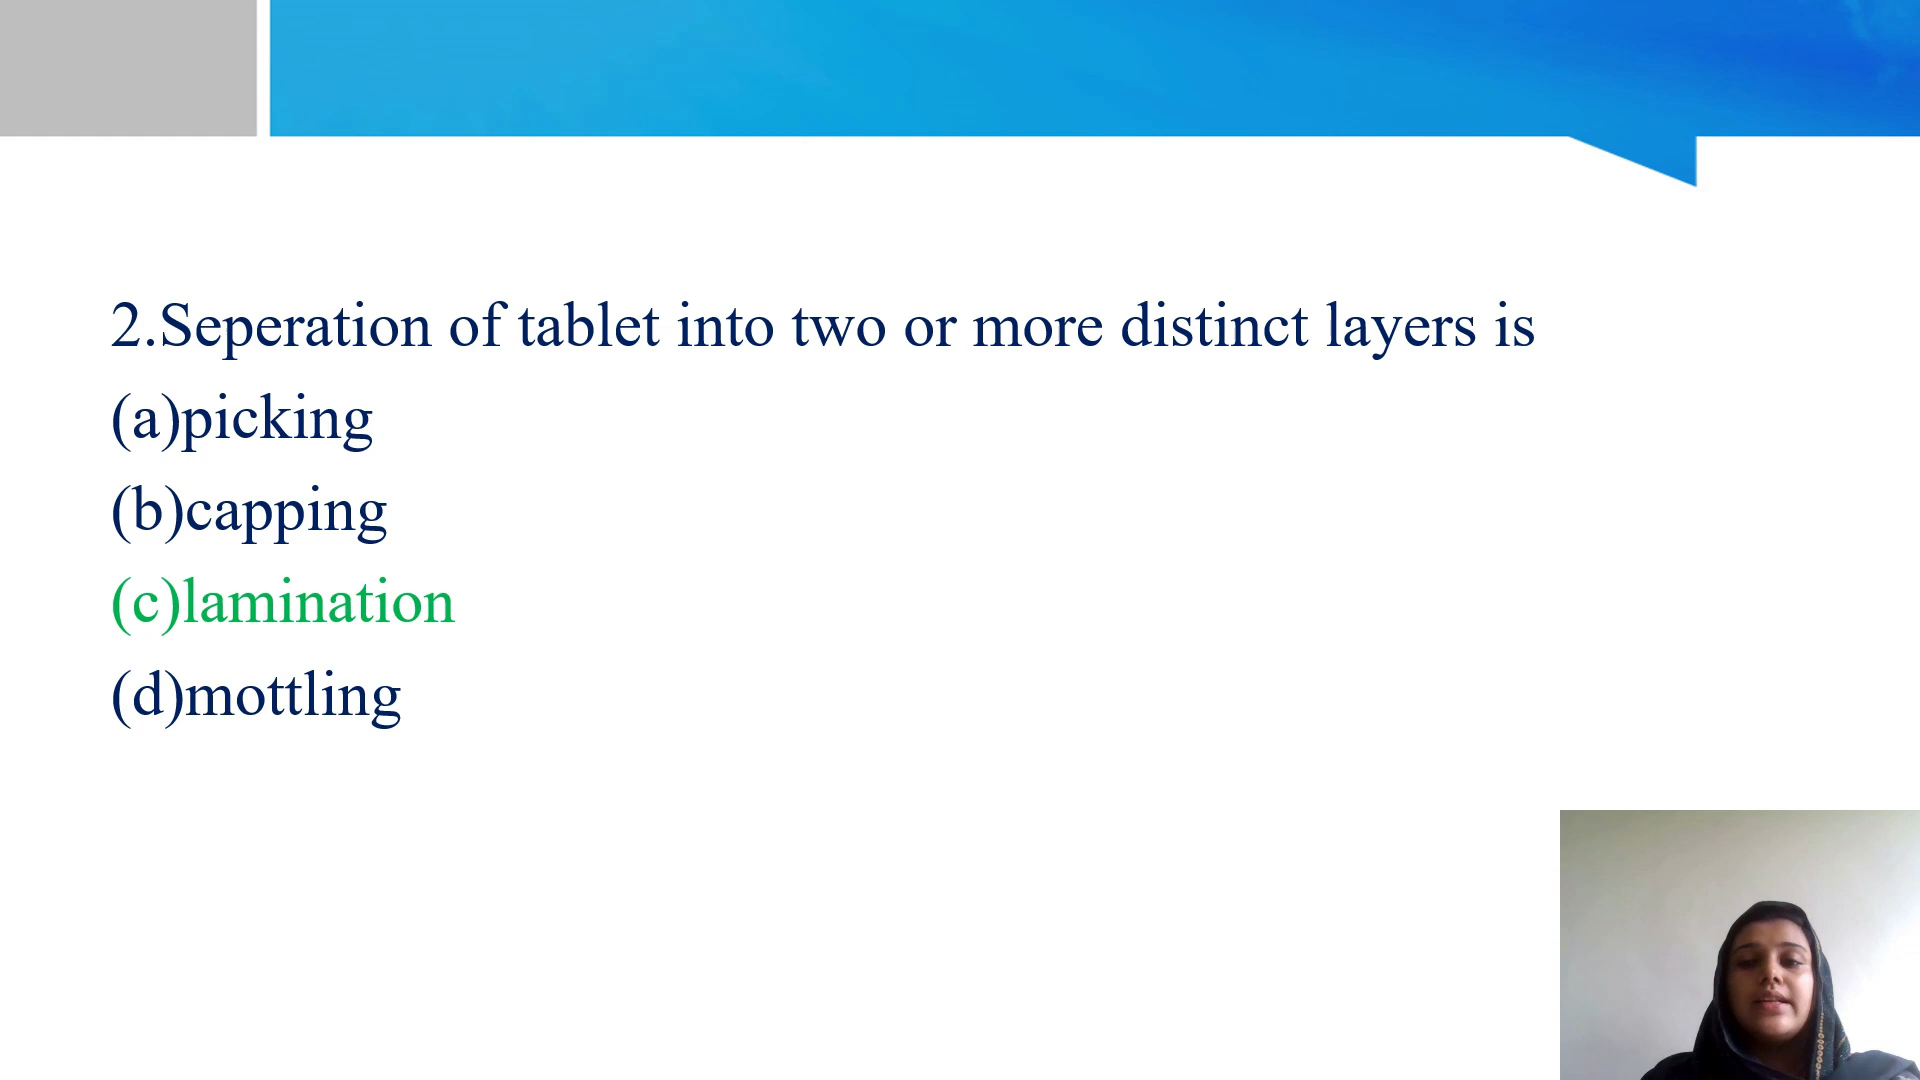 2.Seperation of tablet into two or more distinct layers is
(a)picking
(b)capping
(c)lamination
(d)mottling